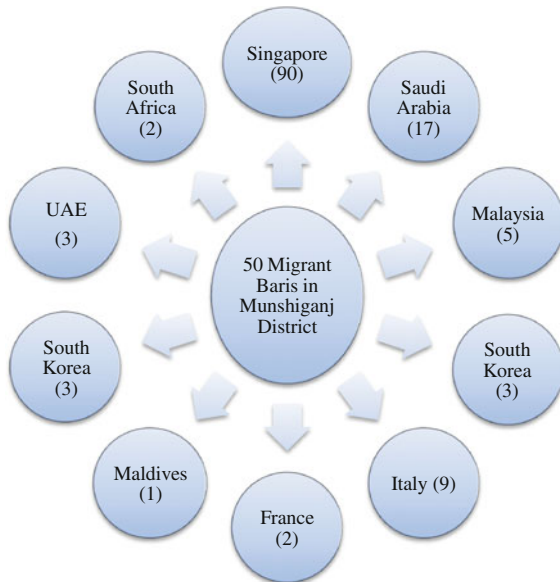 Singapore
(90)
Saudi
Arabia
(17)
Malaysia
(5)
South
Korea
(3)
Italy (9)
France
(2)
Maldives
(1)
South
Korea
(3)
UAE
(3)
South
Africa
(2)
50 Migrant
Baris in
Munshiganj
District